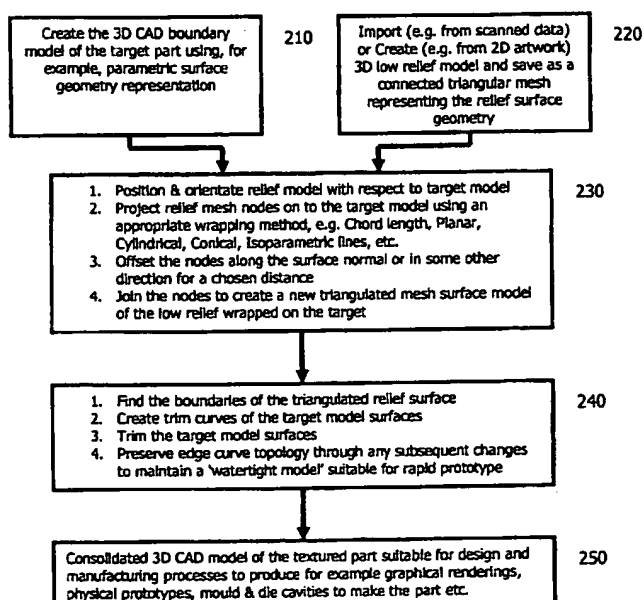 Create the 3D CAD boundary
model of the target part using, for
example, parametric surface
geometry representation
210
Import (e.g. from scanned data)
or Create (e.g. from 2D artwork)
3D low relief model and save as a
connected triangular mesh
representing the relief surface
geometry
220
1. Position & orientate relief model with respect to target model
2. Project relief mesh nodes on to the target model using an
appropriate wrapping method, e.g. Chord length, Planar,
Cylindrical, Conical, Isoparametric lines, etc.
3. Offset the nodes along the surface normal or in some other
direction for a chosen distance
4. Join the nodes to create a new triangulated mesh surface model
of the low relief wrapped on the target
230
1. Find the boundaries of the triangulated relief surface
2. Create trim curves of the target model surfaces
3. Trim the target model surfaces
4. Preserve edge curve topology through any subsequent changes
to maintain a 'watertight model' suitable for rapid prototype
240
Consolidated 3D CAD model of the textured part suitable for design and
manufacturing processes to produce for example graphical renderings,
physical prototypes, mould & die cavities to make the part etc.
250